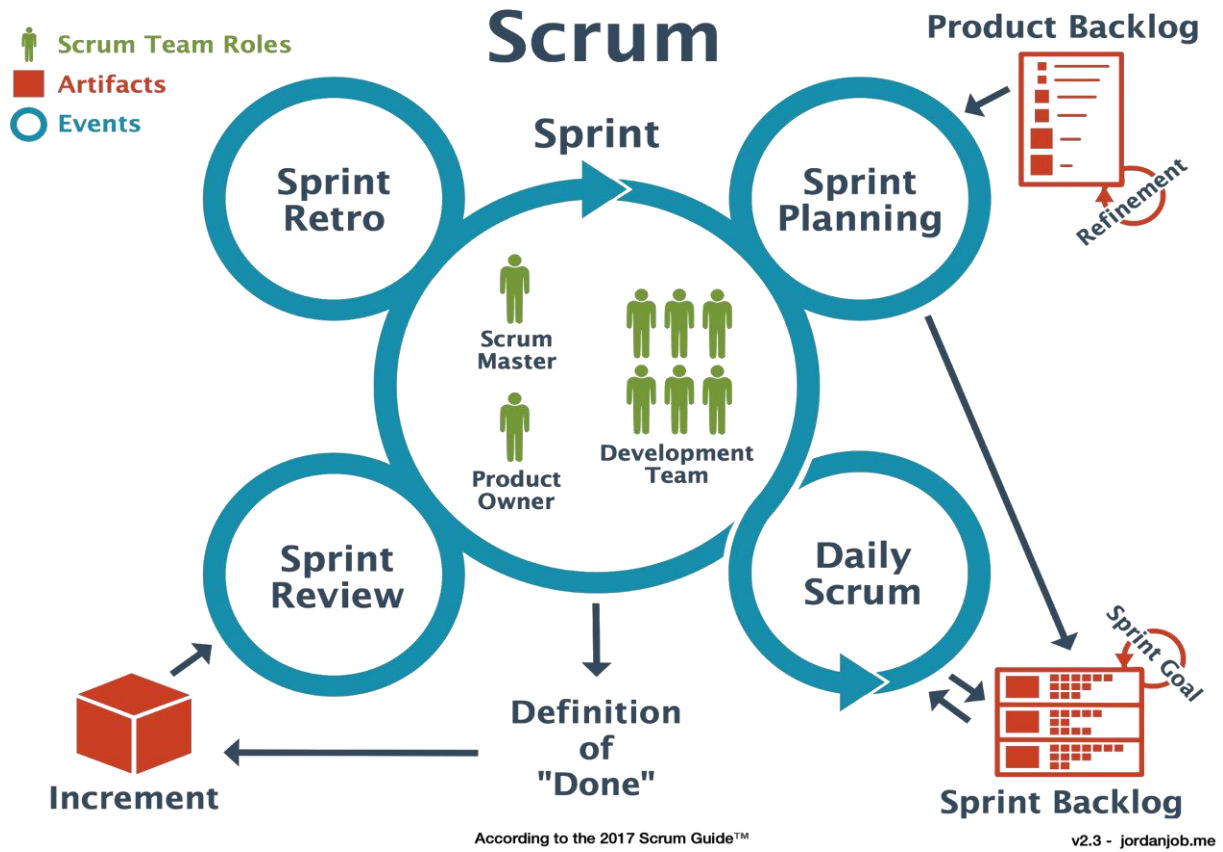 Scrum
Scrum Team Roles
Artifacts
Events
Product Backlog
Refinement
Sprint
Sprint
Retro
Sprint
Planning
Scrum
Master
Product
Owner
Development
Team
Sprint
Review
Daily
Scrum
Sprint Goal
Sprint Backlog
Definition
of
"Done"
Increment
According to the 2017 Scrum Guide™
v2.3 - jordanjob.me